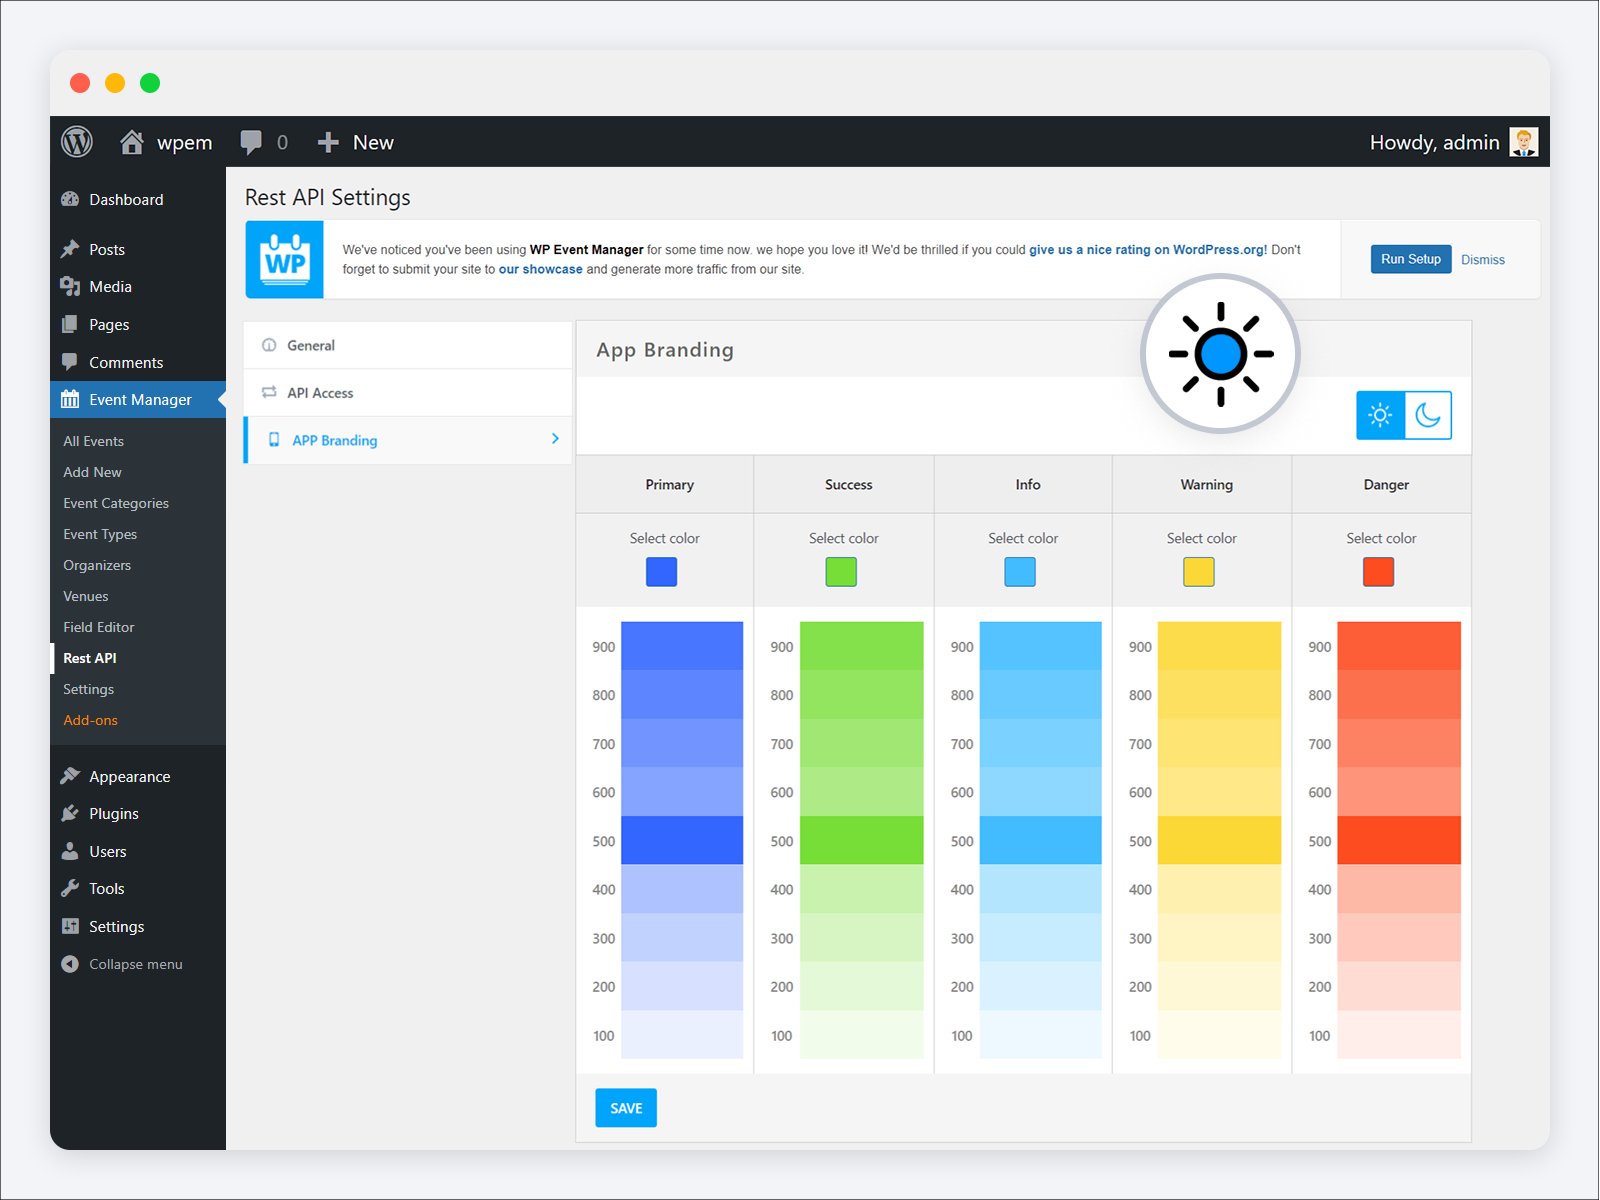 wpem 0 New Howdy, admin
Dashboard
Posts
Media
Pages
Comments
Event Manager
All Events
Add New
Event Categories
Event Types
Organizers
Venues
Field Editor
Rest API
Settings
Add-ons
Appearance
Plugins
Users
Tools
Settings
Collapse menu
Rest API Settings
WP
We've noticed you've been using WP Event Manager for some time now. we hope you love it! We'd be thrilled if you could give us a nice rating on WordPress.org! Don't
forget to submit your site to our showcase and generate more traffic from our site.
Run Setup Dismiss
General
API Access
APP Branding
App Branding
Primary Success Info Warning Danger
Select color Select color Select color Select color Select color
900 900 900 900 900
800 800 800 800 800
700 700 700 700 700
600 600 600 600 600
500 500 500 500 500
400 400 400 400 400
300 300 300 300 300
200 200 200 200 200
100 100 100 100 100
SAVE